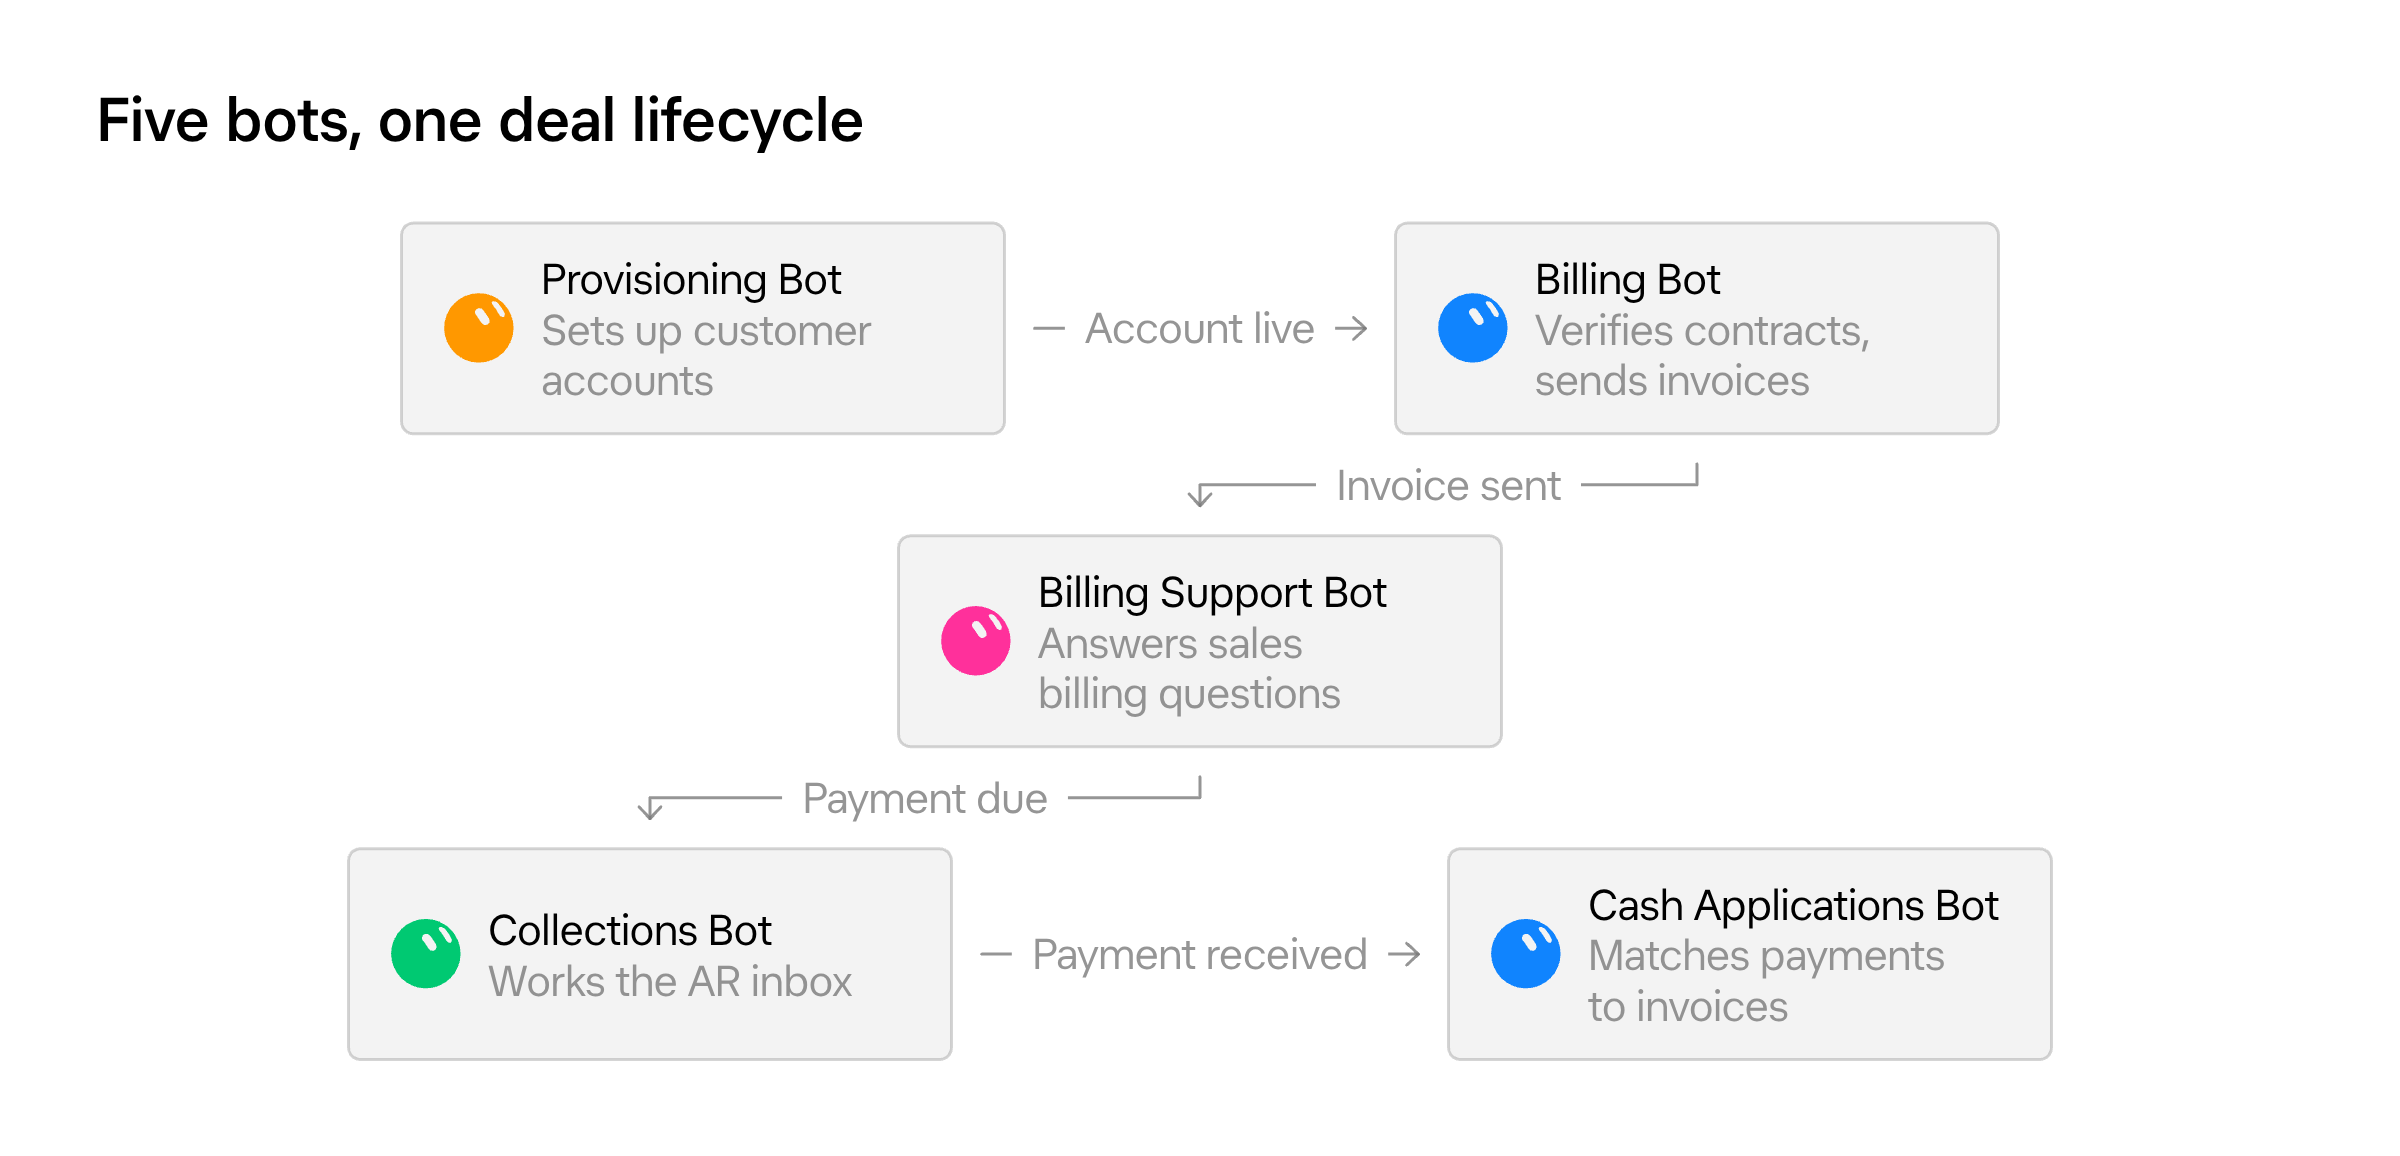 Five bots, one deal lifecycle
Provisioning Bot
Sets up customer
accounts
Account live
Billing Bot
Verifies contracts,
sends invoices
Invoice sent
Billing Support Bot
Answers sales
billing questions
Payment due
Collections Bot
Works the AR inbox
Payment received
Cash Applications Bot
Matches payments
to invoices